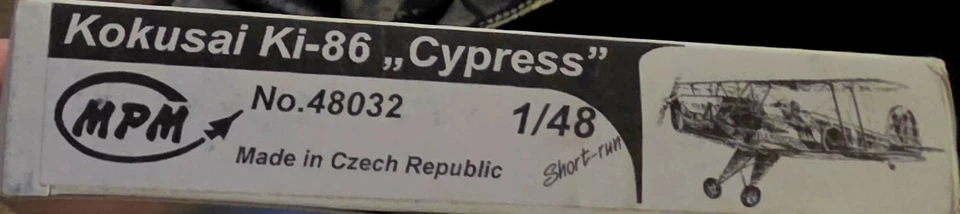 Kokusai Ki-86 „Cypress”
MPM
No.48032
1/48
Made in Czech Republic
Short-run